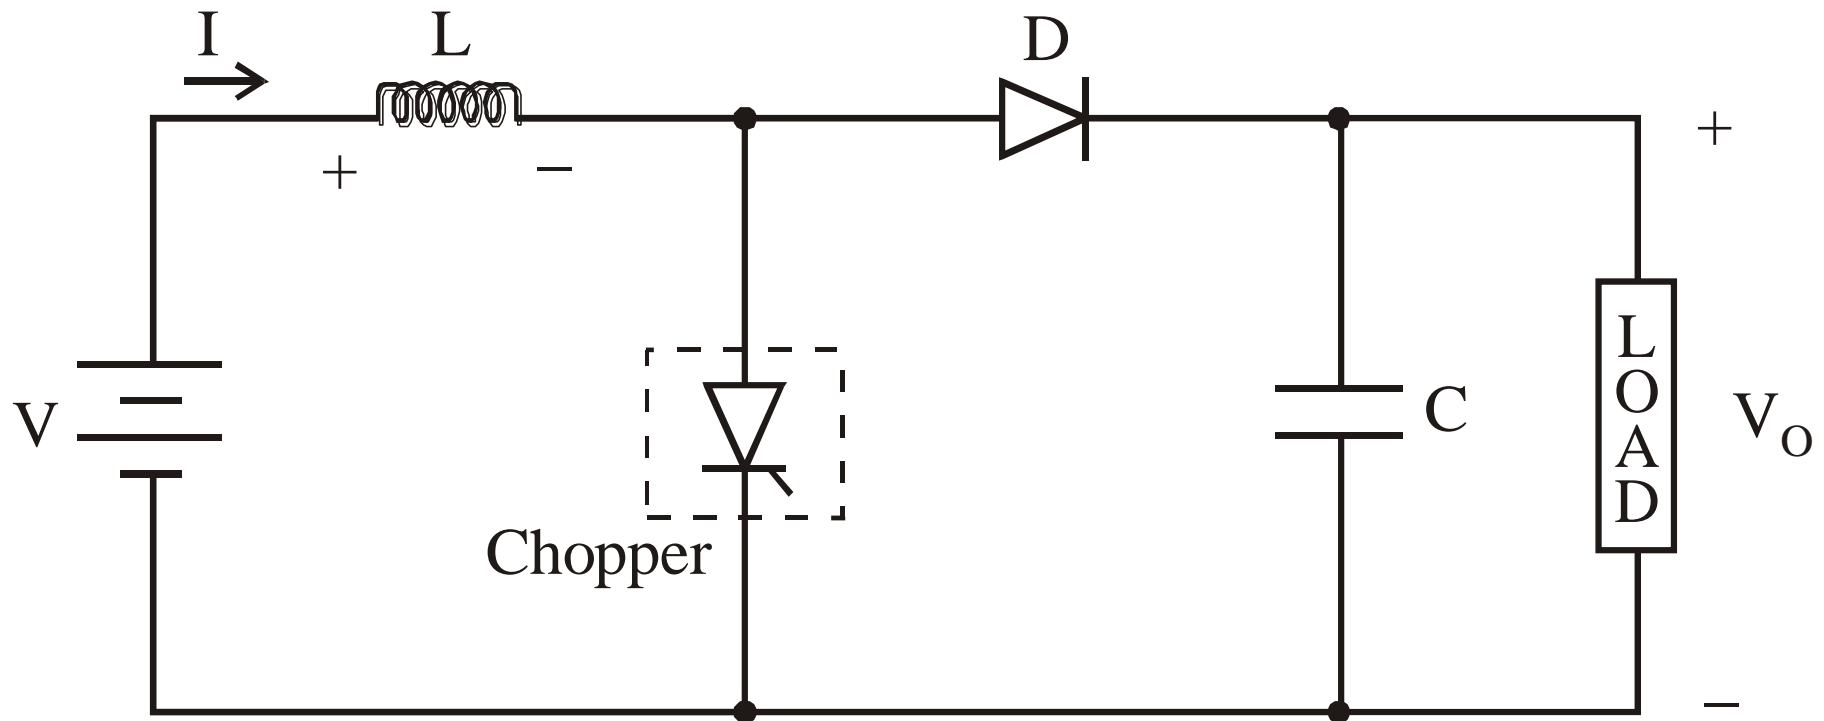 I
L
D
+
−
+
V
LOAD
C
V_O
Chopper
−